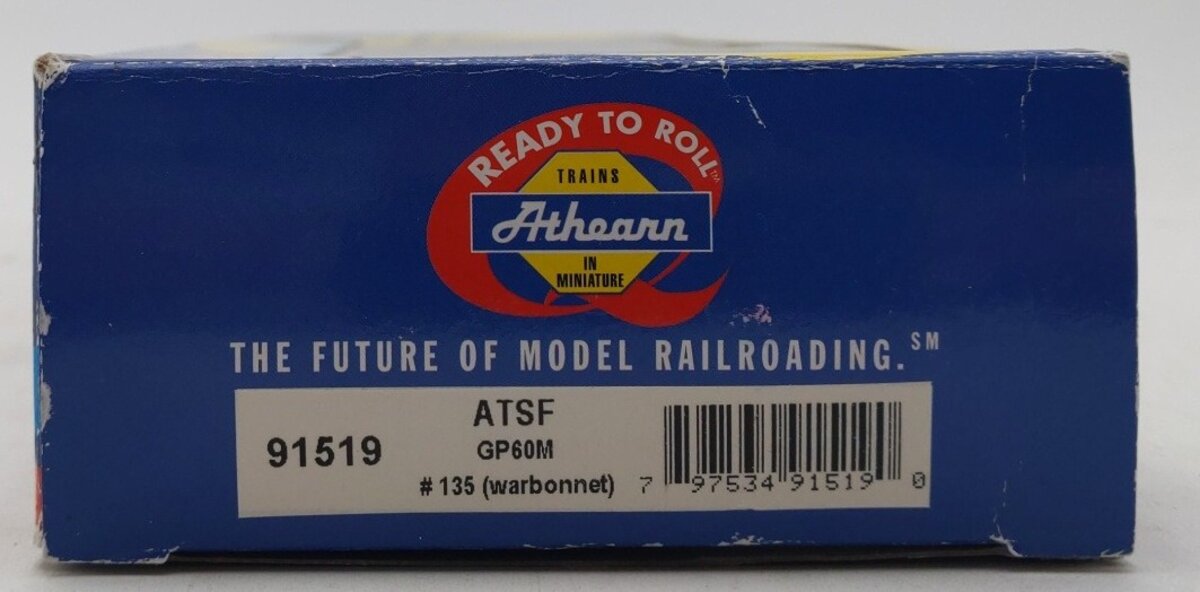 READY TO ROLL™
TRAINS
Athearn
IN
MINIATURE
THE FUTURE OF MODEL RAILROADING.℠
91519
ATSF
GP60M
# 135 (warbonnet)
7 97534 91519 0